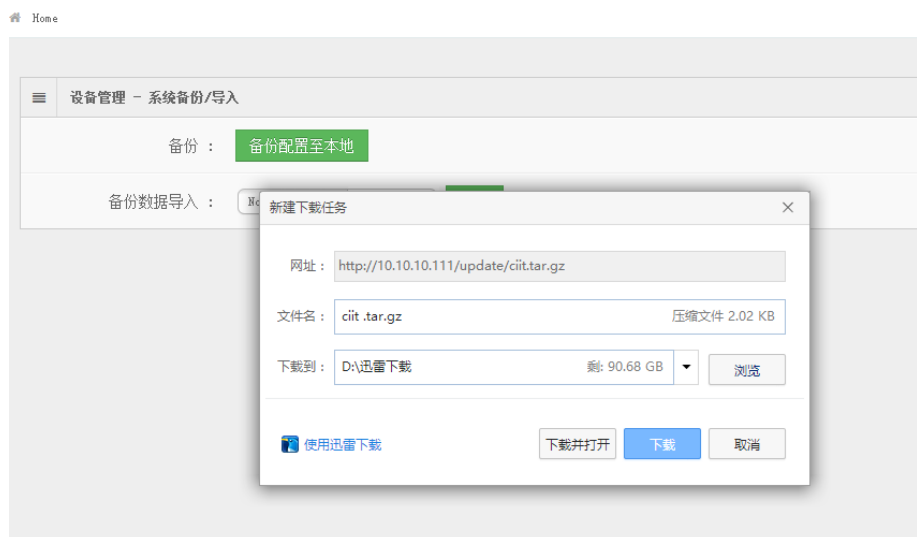 Home
设备管理 - 系统备份/导入
备份 : 备份配置至本地
备份数据导入 :
新建下载任务
网址: http://10.10.10.111/update/ciit.tar.gz
文件名: ciit .tar.gz 压缩文件 2.02 KB
下载到: D:\迅雷下载 剩: 90.68 GB 浏览
使用迅雷下载 下载并打开 下载 取消